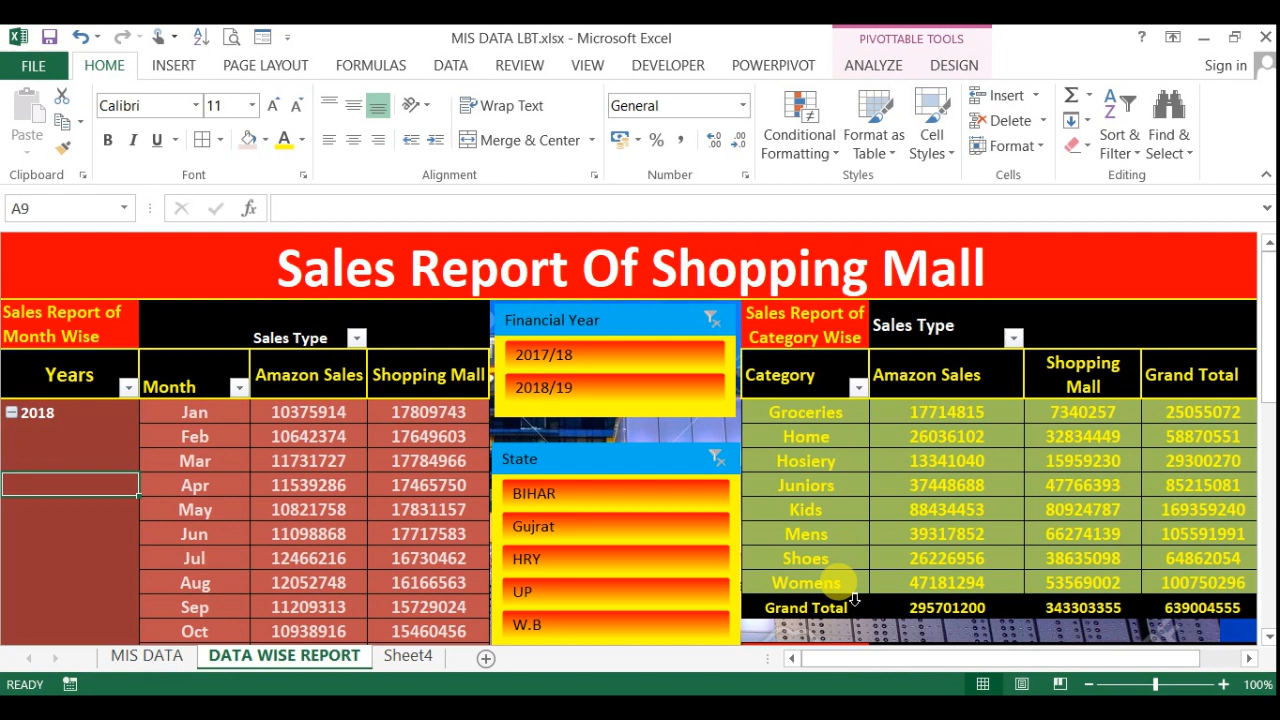 MIS DATA LBT.xlsx - Microsoft Excel
PIVOTTABLE TOOLS
?
FILE HOME INSERT PAGE LAYOUT FORMULAS DATA REVIEW VIEW DEVELOPER POWERPIVOT ANALYZE DESIGN Sign in
Paste
Calibri 11
B I U A
Wrap Text
Merge & Center
General
%
Conditional Formatting
Format as Table
Cell Styles
Insert
Delete
Format
Sort & Filter
Find & Select
Clipboard Font Alignment Number Styles Cells Editing
A9 fx
Sales Report Of Shopping Mall
Sales Report of
Month Wise
Sales Type
Years Month Amazon Sales Shopping Mall
2018 Jan 10375914 17809743
Feb 10642374 17649603
Mar 11731727 17784966
Apr 11539286 17465750
May 10821758 17831157
Jun 11098868 17717583
Jul 12466216 16730462
Aug 12052748 16166563
Sep 11209313 15729024
Oct 10938916 15460456
Financial Year
2017/18
2018/19
State
BIHAR
Gujrat
HRY
UP
W.B
Sales Report of
Category Wise
Sales Type
Category Amazon Sales Shopping Mall Grand Total
Groceries 17714815 7340257 25055072
Home 26036102 32834449 58870551
Hosiery 13341040 15959230 29300270
Juniors 37448688 47766393 85215081
Kids 88434453 80924787 169359240
Mens 39317852 66274139 105591991
Shoes 26226956 38635098 64862054
Womens 47181294 53569002 100750296
Grand Total 295701200 343303355 639004555
MIS DATA DATA WISE REPORT Sheet4
READY 100%